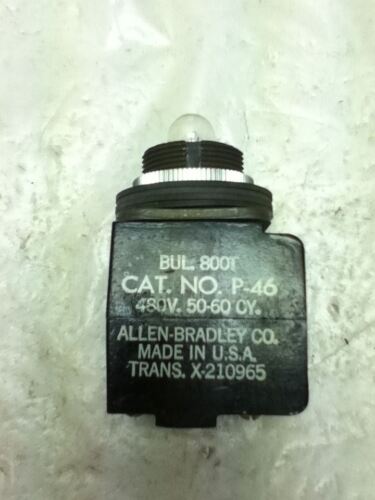 BUL. 800T
CAT. NO. P-46
480V. 50-60 CY.
ALLEN-BRADLEY CO.
MADE IN U.S.A.
TRANS. X-210965